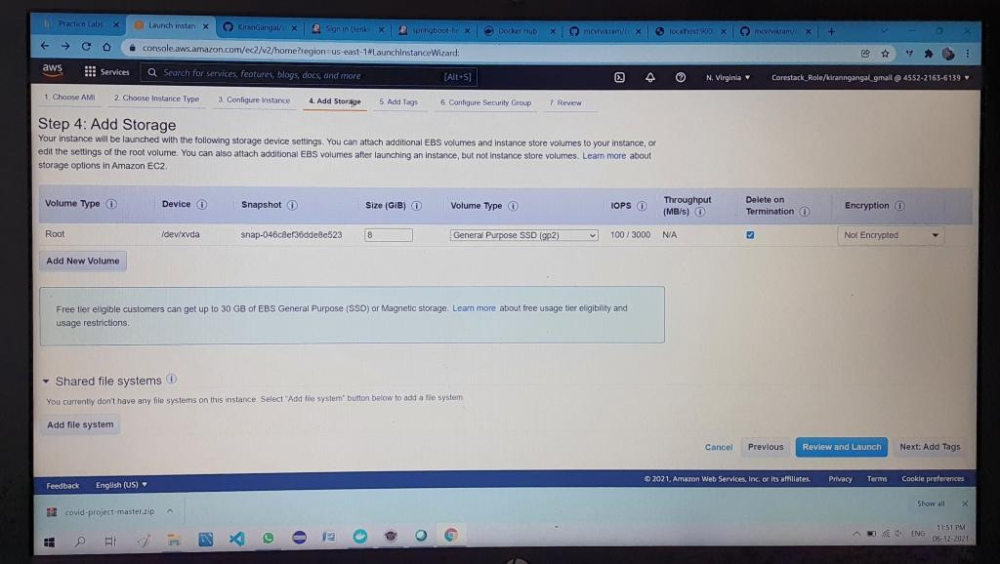 Practice Labs
Launch instan
KiranGangal/s
Sign in [Jenki
springboot-he
Docker Hub
mcvrvikram/c
localhost:900
mcvrvikram/c
console.aws.amazon.com/ec2/v2/home?region=us-east-1#LaunchInstanceWizard:
aws
Services
Search for services, features, blogs, docs, and more
[Alt+S]
N. Virginia
Corestack_Role/kiranngangal_gmail @ 4552-2163-6139
1. Choose AMI
2. Choose Instance Type
3. Configure Instance
4. Add Storage
5. Add Tags
6. Configure Security Group
7. Review
Step 4: Add Storage
Your instance will be launched with the following storage device settings. You can attach additional EBS volumes and instance store volumes to your instance, or
edit the settings of the root volume. You can also attach additional EBS volumes after launching an instance, but not instance store volumes. Learn more about
storage options in Amazon EC2.
Volume Type
Device
Snapshot
Size (GiB)
Volume Type
IOPS
Throughput
(MB/s)
Delete on
Termination
Encryption
Root
/dev/xvda
snap-046c8ef36dde8e523
8
General Purpose SSD (gp2)
100 / 3000
N/A
Not Encrypted
Add New Volume
Free tier eligible customers can get up to 30 GB of EBS General Purpose (SSD) or Magnetic storage. Learn more about free usage tier eligibility and
usage restrictions.
Shared file systems
You currently don't have any file systems on this instance. Select "Add file system" button below to add a file system
Add file system
Cancel
Previous
Review and Launch
Next: Add Tags
Feedback
English (US)
© 2021, Amazon Web Services, Inc. or its affiliates.
Privacy
Terms
Cookie preferences
covid-project-master.zip
Show all
ENG
11:51 PM
06-12-2021